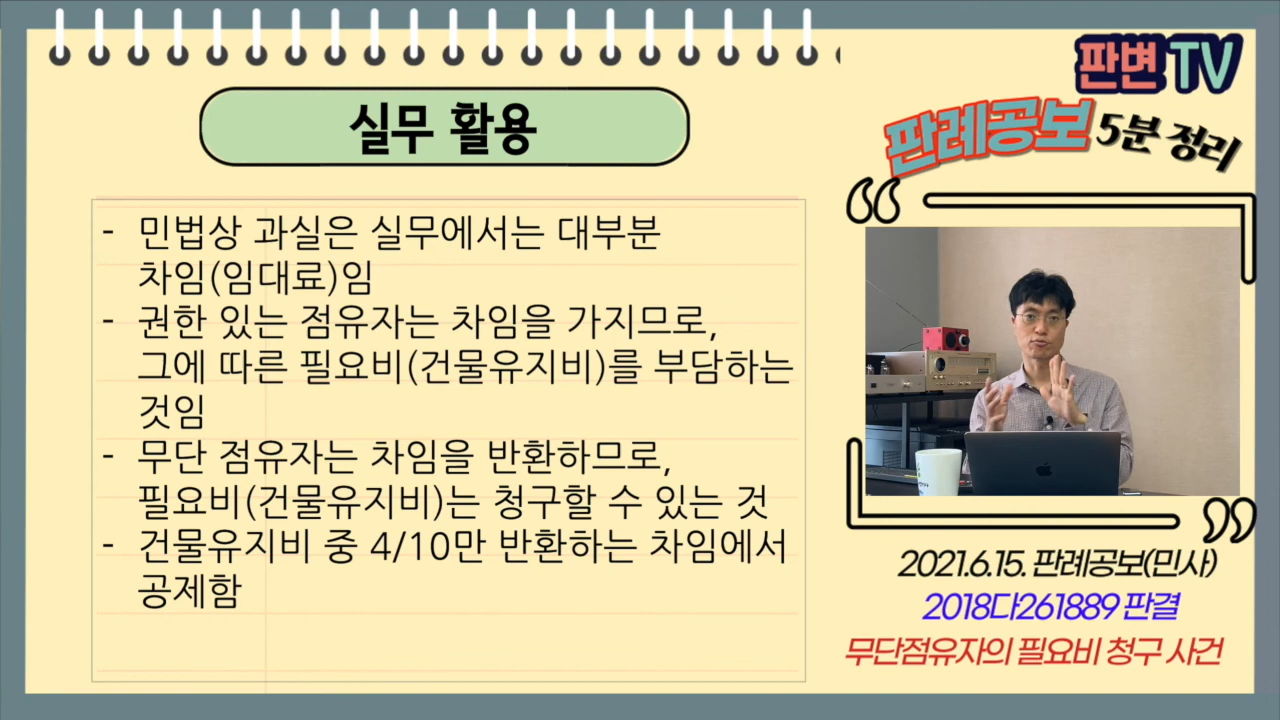 실무 활용
- 민법상 과실은 실무에서는 대부분
차임(임대료)임
- 권한 있는 점유자는 차임을 가지므로,
그에 따른 필요비(건물유지비)를 부담하는
것임
- 무단 점유자는 차임을 반환하므로,
필요비(건물유지비)는 청구할 수 있는 것
- 건물유지비 중 4/10만 반환하는 차임에서
공제함
판변TV
판례공보 5분 정리
2021.6.15. 판례공보(민사)
2018다261889 판결
무단점유자의 필요비 청구 사건